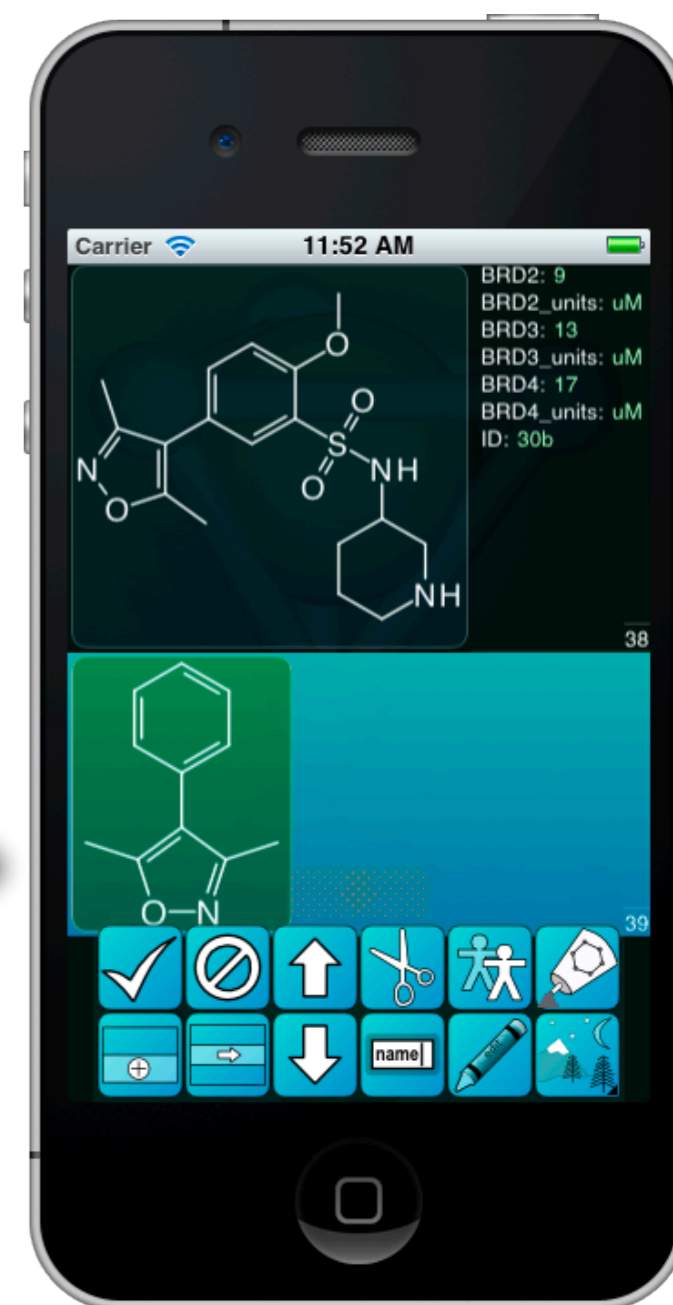 Carrier 11:52 AM
BRD2: 9
BRD2_units: uM
BRD3: 13
BRD3_units: uM
BRD4: 17
BRD4_units: uM
ID: 30b
O
O
S
O
NH
N
O
NH
38
O
N
39
name
edit